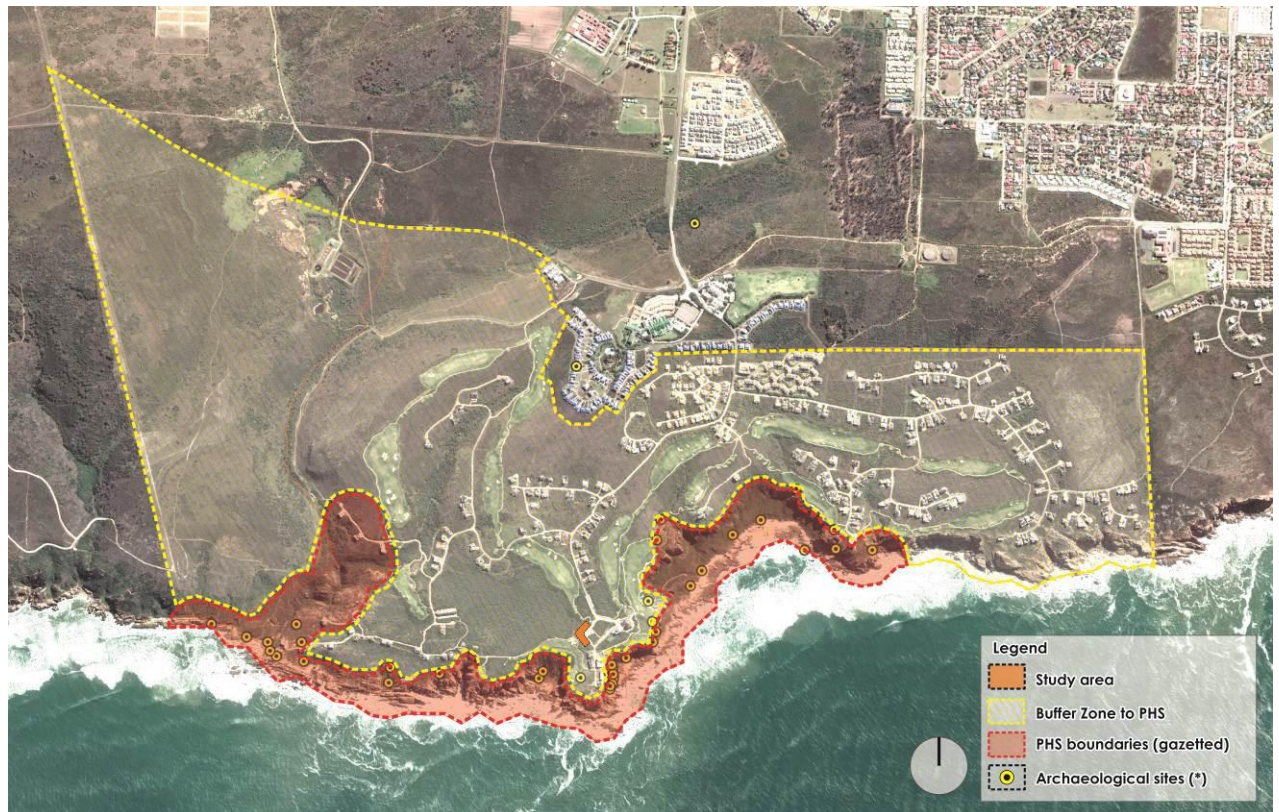 Legend
Study area
Buffer Zone to PHS
PHS boundaries (gazetted)
Archaeological sites (*)